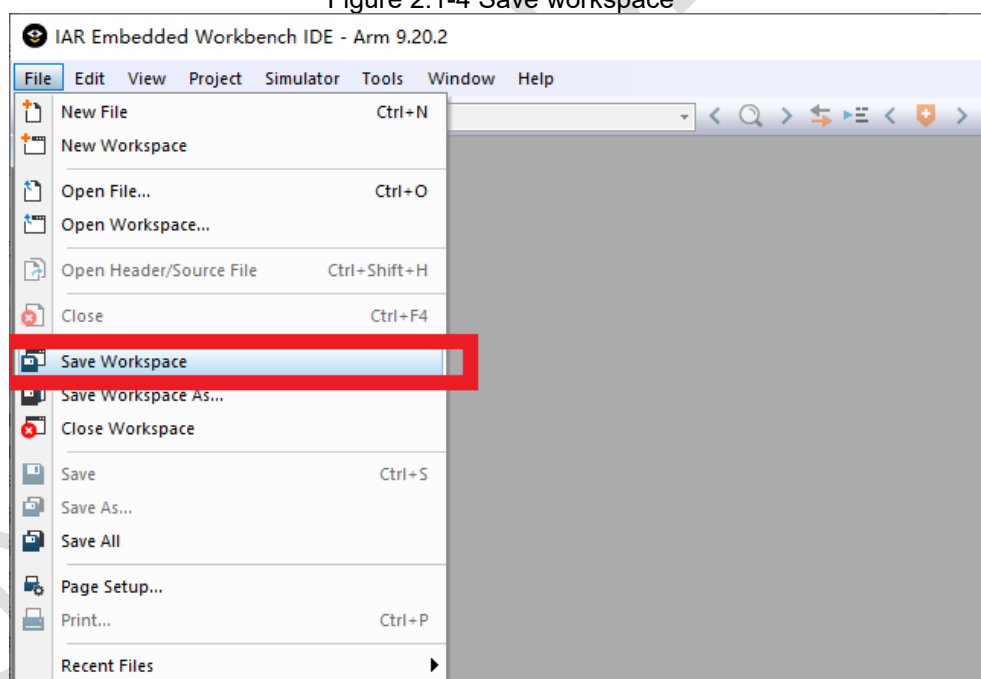 Figure 2.1-4 Save workspace
IAR Embedded Workbench IDE - Arm 9.20.2
File Edit View Project Simulator Tools Window Help
New File Ctrl+N
New Workspace
Open File... Ctrl+O
Open Workspace...
Open Header/Source File Ctrl+Shift+H
Close Ctrl+F4
Save Workspace
Save Workspace As...
Close Workspace
Save Ctrl+S
Save As...
Save All
Page Setup...
Print... Ctrl+P
Recent Files